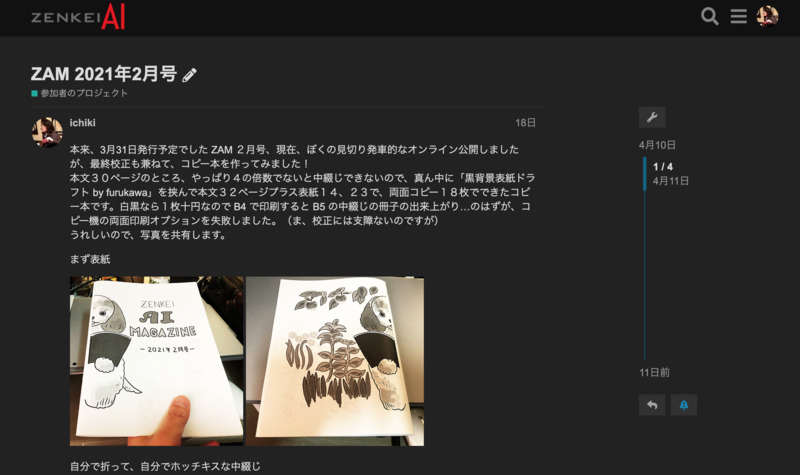 ZENKEI AI
ZAM 2021年2月号
参加者のプロジェクト
ichiki
18日
本来、3月31日発行予定でした ZAM ２月号、現在、ぼくの見切り発車的なオンライン公開しました
が、最終校正も兼ねて、コピー本を作ってみました！
本文３０ページのところ、やっぱり４の倍数でないと中綴じできないので、真ん中に「黒背景表紙ドラ
フト by furukawa」を挟んで本文３２ページプラス表紙１４、２３で、両面コピー１８枚でできたコピ
ー本です。白黒なら１枚十円なので B4 で印刷すると B5 の中綴じの冊子の出来上がり…のはずが、コ
ピー機の両面印刷オプションを失敗しました。（ま、校正には支障ないのですが）
うれしいので、写真を共有します。
まず表紙
ZENKEI
AI
MAGAZINE
- 2021年2月号 -
自分で折って、自分でホッチキスな中綴じ
4月10日
1 / 4
4月11日
11日前